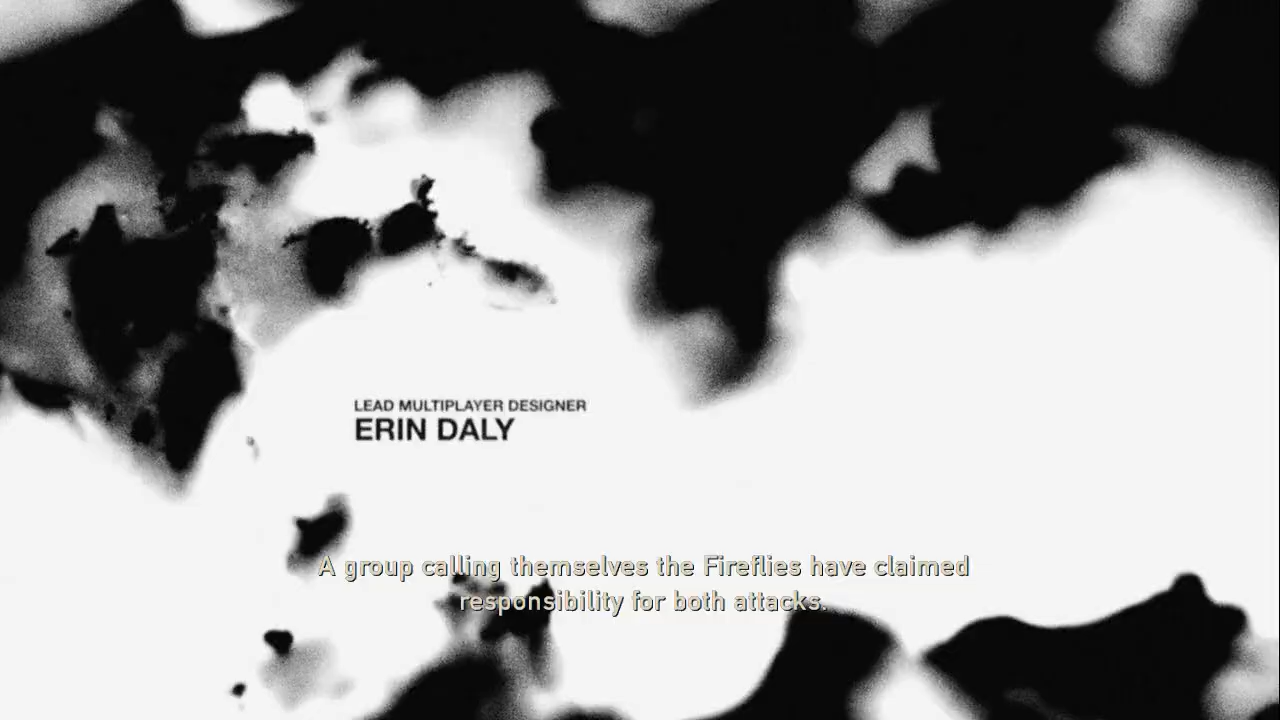 LEAD MULTIPLAYER DESIGNER
ERIN DALY
A group calling themselves the Fireflies have claimed
responsibility for both attacks.